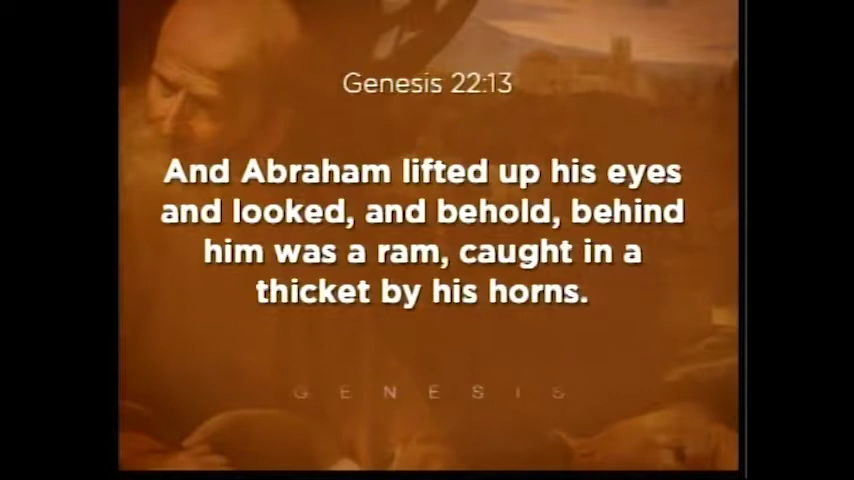 Genesis 22:13
And Abraham lifted up his eyes
and looked, and behold, behind
him was a ram, caught in a
thicket by his horns.
GENESIS